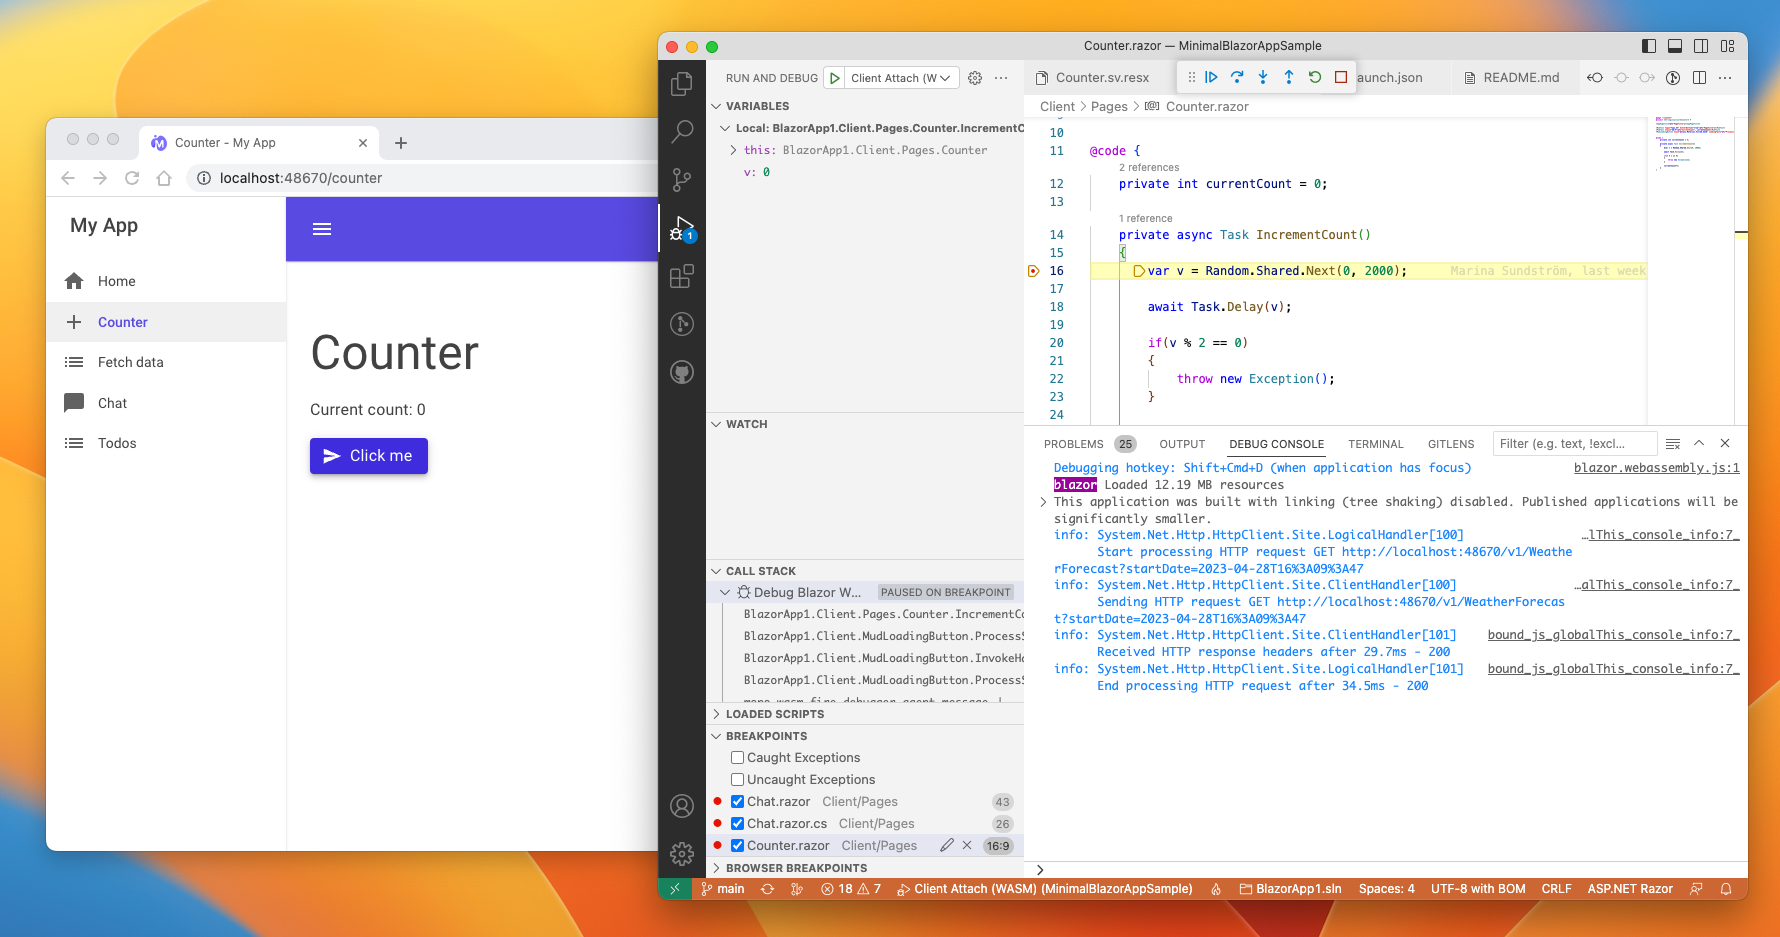 Counter - My App
localhost:48670/counter
My App
Home
Counter
Fetch data
Chat
Todos
Counter
Current count: 0
Click me
Counter.razor — MinimalBlazorAppSample
RUN AND DEBUG
Client Attach (W
VARIABLES
Local: BlazorApp1.Client.Pages.Counter.IncrementC
this: BlazorApp1.Client.Pages.Counter
v: 0
WATCH
CALL STACK
Debug Blazor W... PAUSED ON BREAKPOINT
BlazorApp1.Client.Pages.Counter.IncrementCo
BlazorApp1.Client.MudLoadingButton.ProcessS
BlazorApp1.Client.MudLoadingButton.InvokeHa
BlazorApp1.Client.MudLoadingButton.ProcessS
LOADED SCRIPTS
BREAKPOINTS
Caught Exceptions
Uncaught Exceptions
Chat.razor Client/Pages 43
Chat.razor.cs Client/Pages 26
Counter.razor Client/Pages 16:9
BROWSER BREAKPOINTS
1
Counter.sv.resx
aunch.json
README.md
Client > Pages > Counter.razor
10
11 @code {
2 references
12 private int currentCount = 0;
13
1 reference
14 private async Task IncrementCount()
15 {
16 var v = Random.Shared.Next(0, 2000); Marina Sundström, last week
17
18 await Task.Delay(v);
19
20 if(v % 2 == 0)
21 {
22 throw new Exception();
23 }
24
PROBLEMS 25 OUTPUT DEBUG CONSOLE TERMINAL GITLENS Filter (e.g. text, !excl...
Debugging hotkey: Shift+Cmd+D (when application has focus) blazor.webassembly.js:1
blazor Loaded 12.19 MB resources
This application was built with linking (tree shaking) disabled. Published applications will be
significantly smaller.
info: System.Net.Http.HttpClient.Site.LogicalHandler[100] …lThis_console_info:7_
Start processing HTTP request GET http://localhost:48670/v1/Weathe
rForecast?startDate=2023-04-28T16%3A09%3A47
info: System.Net.Http.HttpClient.Site.ClientHandler[100] …alThis_console_info:7_
Sending HTTP request GET http://localhost:48670/v1/WeatherForecas
t?startDate=2023-04-28T16%3A09%3A47
info: System.Net.Http.HttpClient.Site.ClientHandler[101] bound_js_globalThis_console_info:7_
Received HTTP response headers after 29.7ms - 200
info: System.Net.Http.HttpClient.Site.LogicalHandler[101] bound_js_globalThis_console_info:7_
End processing HTTP request after 34.5ms - 200
main 18 7 Client Attach (WASM) (MinimalBlazorAppSample) BlazorApp1.sln Spaces: 4 UTF-8 with BOM CRLF ASP.NET Razor